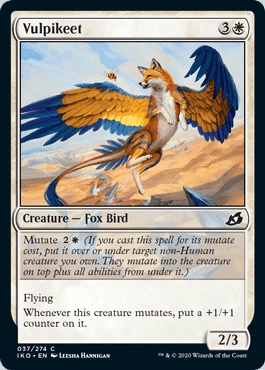 Vulpikeet 3
Creature — Fox Bird
Mutate 2 (If you cast this spell for its mutate
cost, put it over or under target non-Human
creature you own. They mutate into the creature
on top plus all abilities from under it.)
Flying
Whenever this creature mutates, put a +1/+1
counter on it.
2/3
037/274 C
IKO • EN LEESHA HANNIGAN
™ & © 2020 Wizards of the Coast